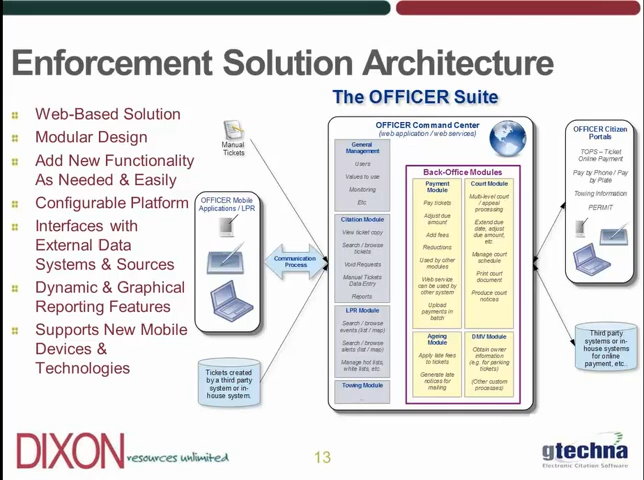 Enforcement Solution Architecture
The OFFICER Suite
Web-Based Solution
Modular Design
Add New Functionality
As Needed & Easily
Configurable Platform
Interfaces with
External Data
Systems & Sources
Dynamic & Graphical
Reporting Features
Supports New Mobile
Devices &
Technologies
Manual
Tickets
OFFICER Mobile
Applications / LPR
Communication
Process
Tickets created
by a third party
system or in-
house system.
OFFICER Command Center
(web application / web services)
General
Management
Users
Values to use
Monitoring
Etc
Citation Module
View ticket copy
Search / browse
tickets
Void Requests
Manual Tickets
Data Entry
Reports
LPR Module
Search / browse
events (list / map)
Search / browse
alerts (list / map)
Manage hot lists,
white lists, etc.
Towing Module
...
Back-Office Modules
Payment
Module
Pay tickets
Adjust due
amount
Add fees
Reductions
Used by other
modules
Web service
can be used by
other system
Upload
payments in
batch
Court Module
Multi-level court
/ appeal
processing
Extend due
date, adjust
due amount,
etc
Manage court
schedule
Print court
document
Produce court
notices
Ageing
Module
Apply late fees to
tickets
Generate late
notices for
mailing
DMV Module
Obtain owner
information
(e.g. for parking
tickets)
(Other custom
processes)
OFFICER Citizen
Portals
TOPS – Ticket
Online Payment
Pay by Phone / Pay
by Plate
Towing Information
PERMIT
Third party
systems or in-
house systems
for online
payment, etc..
DIXON resources unlimited
13
gtechna
Electronic Citation Software